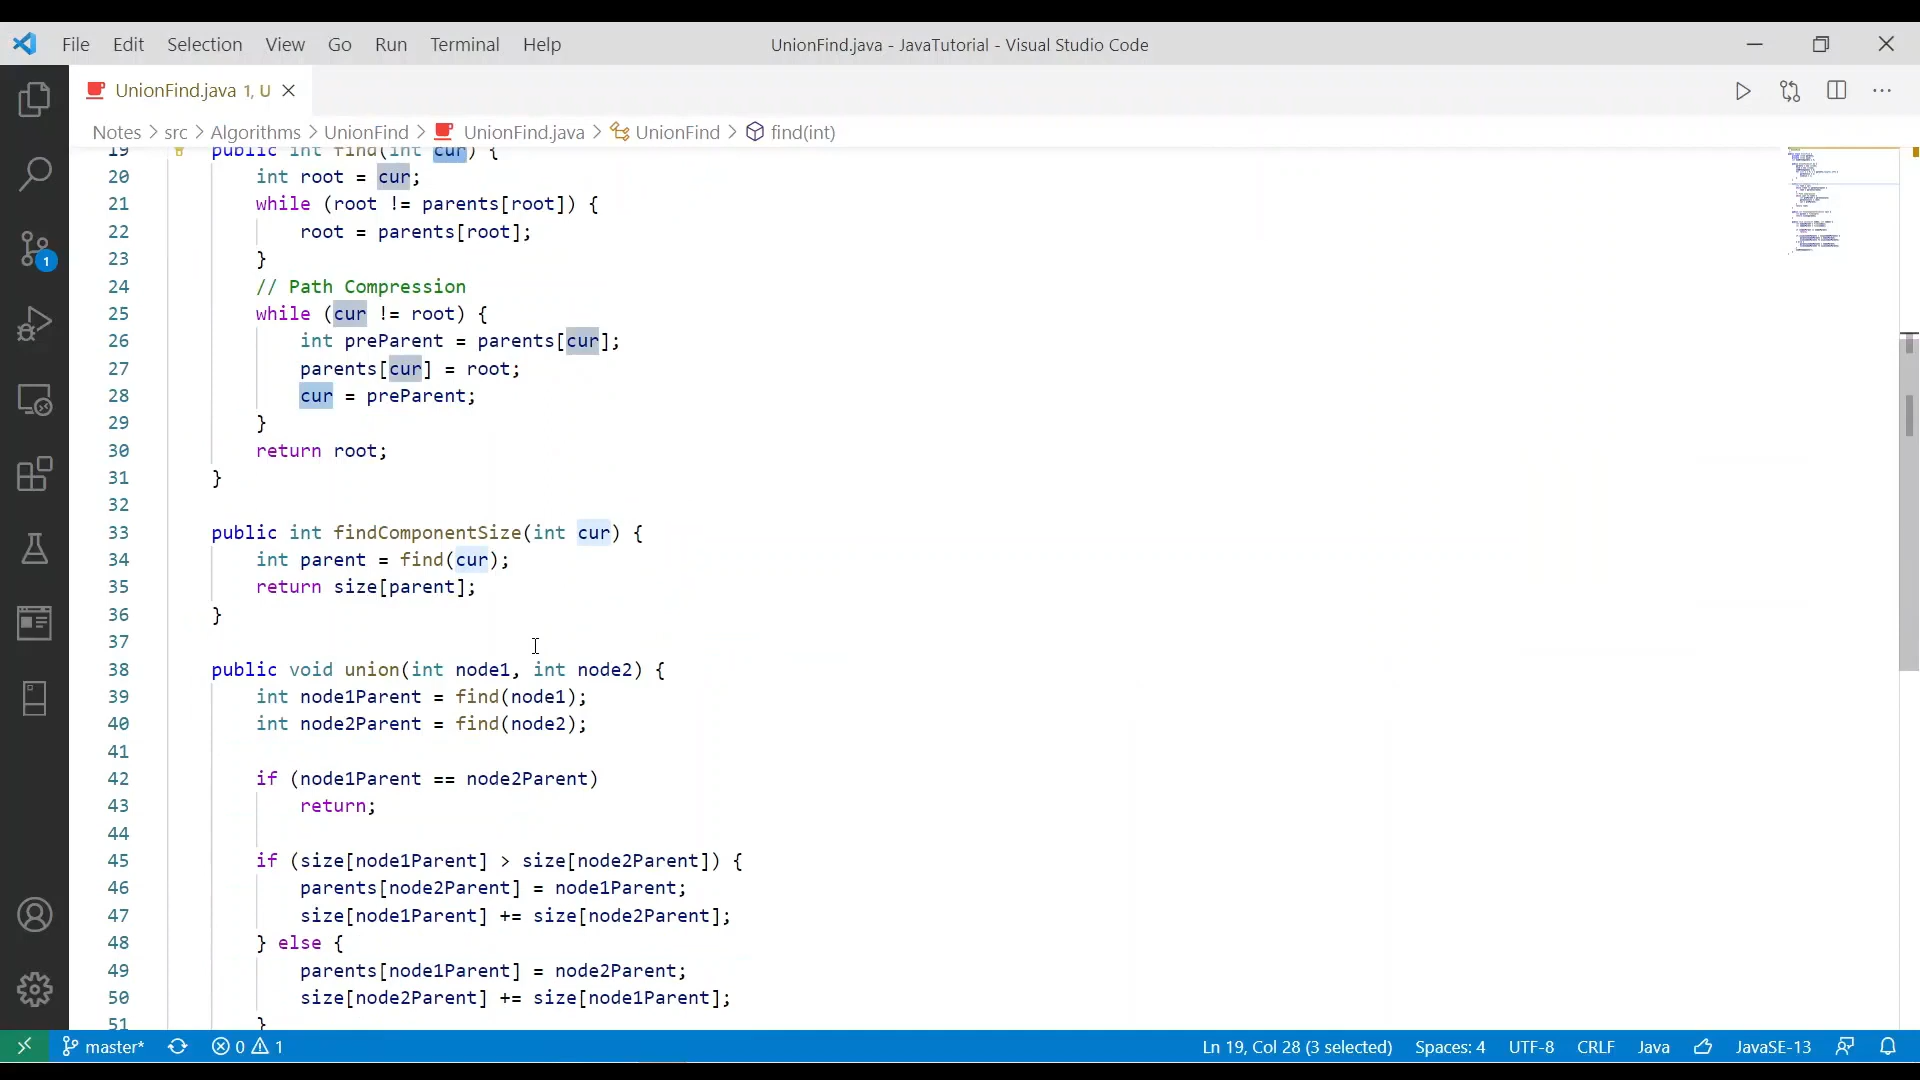 File Edit Selection View Go Run Terminal Help UnionFind.java - JavaTutorial - Visual Studio Code
UnionFind.java 1, U
Notes > src > Algorithms > UnionFind > UnionFind.java > UnionFind > find(int)
19 public int find(int cur) {
20 int root = cur;
21 while (root != parents[root]) {
22 root = parents[root];
23 }
24 // Path Compression
25 while (cur != root) {
26 int preParent = parents[cur];
27 parents[cur] = root;
28 cur = preParent;
29 }
30 return root;
31 }
32
33 public int findComponentSize(int cur) {
34 int parent = find(cur);
35 return size[parent];
36 }
37
38 public void union(int node1, int node2) {
39 int node1Parent = find(node1);
40 int node2Parent = find(node2);
41
42 if (node1Parent == node2Parent)
43 return;
44
45 if (size[node1Parent] > size[node2Parent]) {
46 parents[node2Parent] = node1Parent;
47 size[node1Parent] += size[node2Parent];
48 } else {
49 parents[node1Parent] = node2Parent;
50 size[node2Parent] += size[node1Parent];
51 }
1
master* 0 1 Ln 19, Col 28 (3 selected) Spaces: 4 UTF-8 CRLF Java JavaSE-13